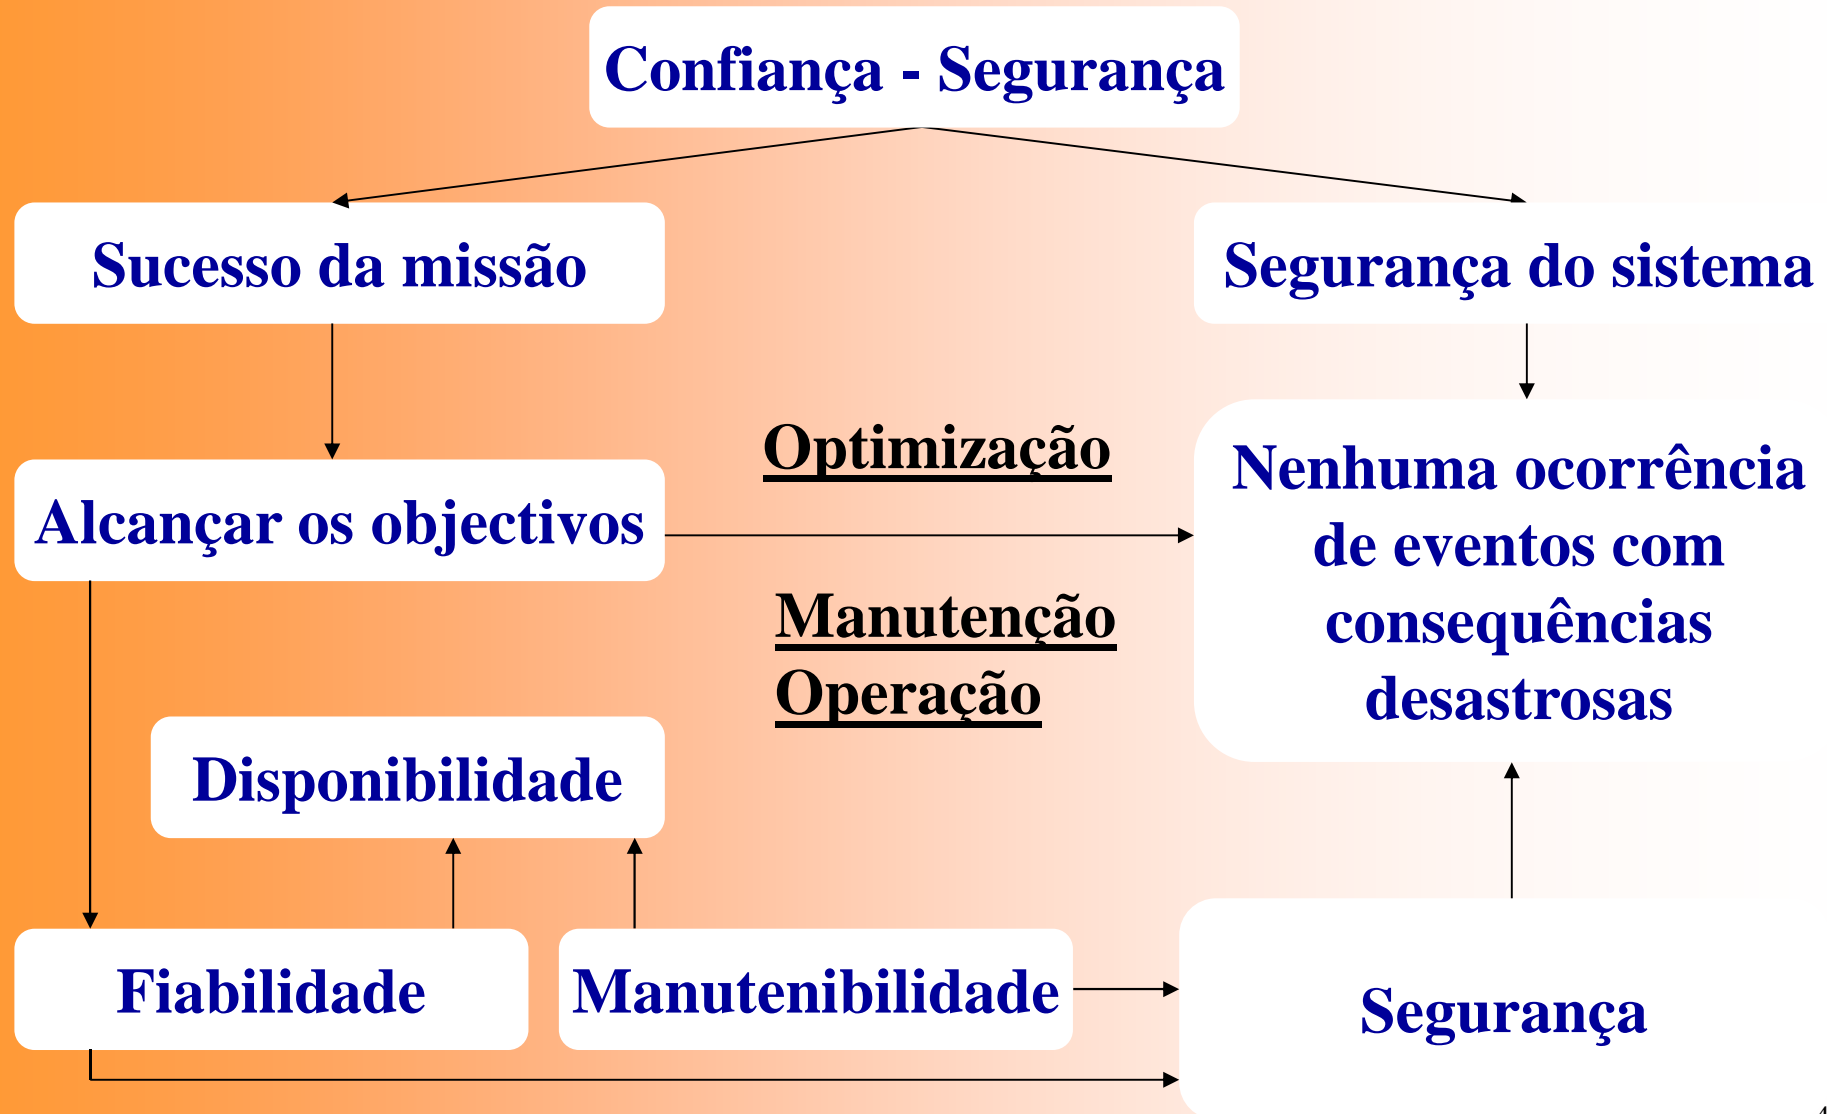 Confiança - Segurança
Sucesso da missão
Segurança do sistema
Optimização
Alcançar os objectivos
Nenhuma ocorrência
de eventos com
consequências
desastrosas
Manutenção
Operação
Disponibilidade
Fiabilidade
Manutenibilidade
Segurança